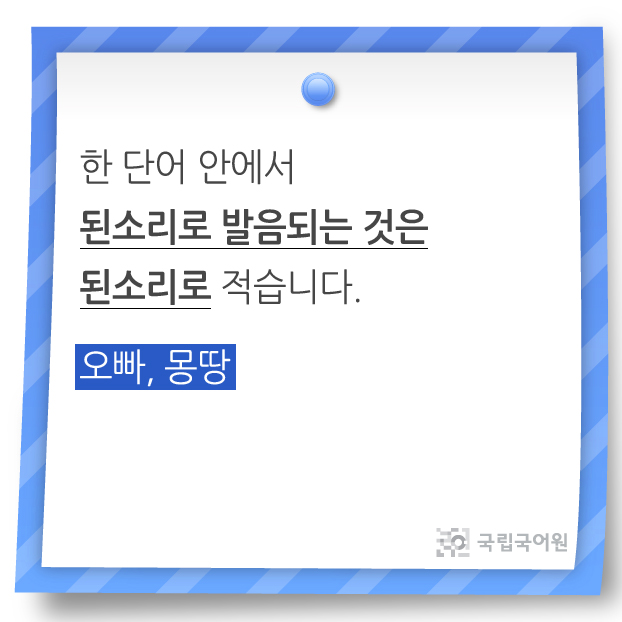 한 단어 안에서
된소리로 발음되는 것은
된소리로 적습니다.
오빠, 몽땅
국립국어원